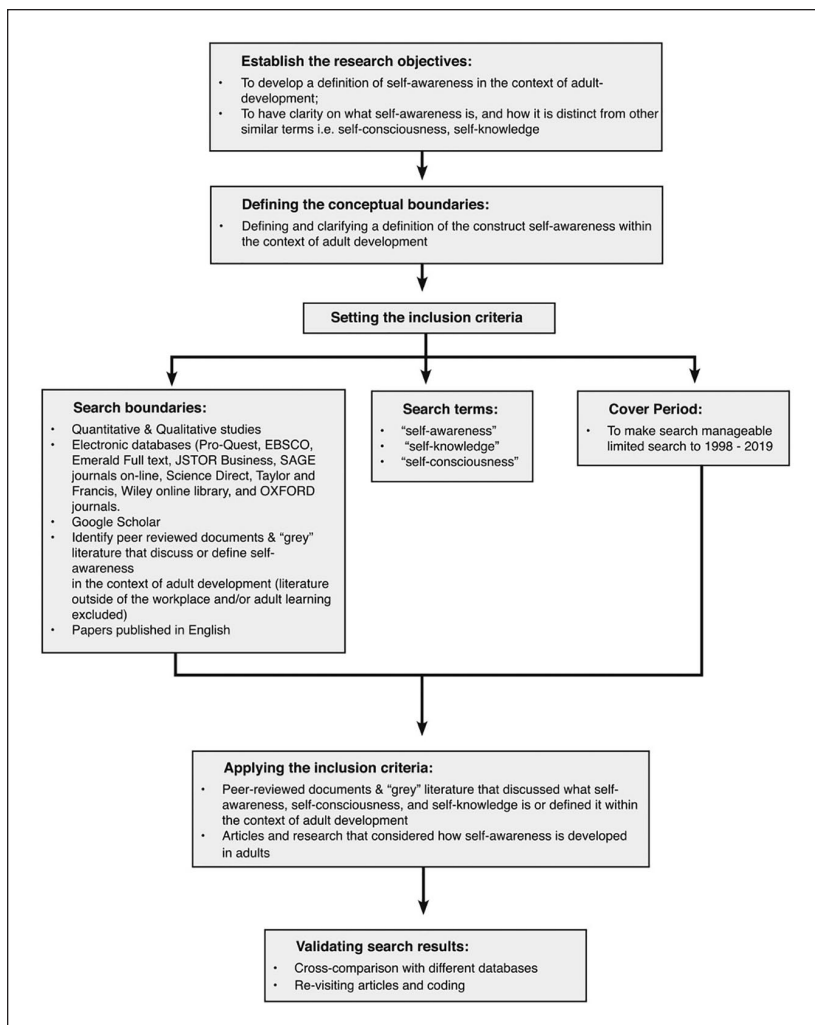 Establish the research objectives:
• To develop a definition of self-awareness in the context of adult-
development;
• To have clarity on what self-awareness is, and how it is distinct from other
similar terms i.e. self-consciousness, self-knowledge
Defining the conceptual boundaries:
• Defining and clarifying a definition of the construct self-awareness within
the context of adult development
Setting the inclusion criteria
Search boundaries:
• Quantitative & Qualitative studies
• Electronic databases (Pro-Quest, EBSCO,
Emerald Full text, JSTOR Business, SAGE
journals on-line, Science Direct, Taylor and
Francis, Wiley online library, and OXFORD
journals.
• Google Scholar
• Identify peer reviewed documents & “grey”
literature that discuss or define self-
awareness
in the context of adult development (literature
outside of the workplace and/or adult learning
excluded)
• Papers published in English
Search terms:
• “self-awareness”
• “self-knowledge”
• “self-consciousness”
Cover Period:
• To make search manageable
limited search to 1998 - 2019
Applying the inclusion criteria:
• Peer-reviewed documents & “grey” literature that discussed what self-
awareness, self-consciousness, and self-knowledge is or defined it within
the context of adult development
• Articles and research that considered how self-awareness is developed
in adults
Validating search results:
• Cross-comparison with different databases
• Re-visiting articles and coding